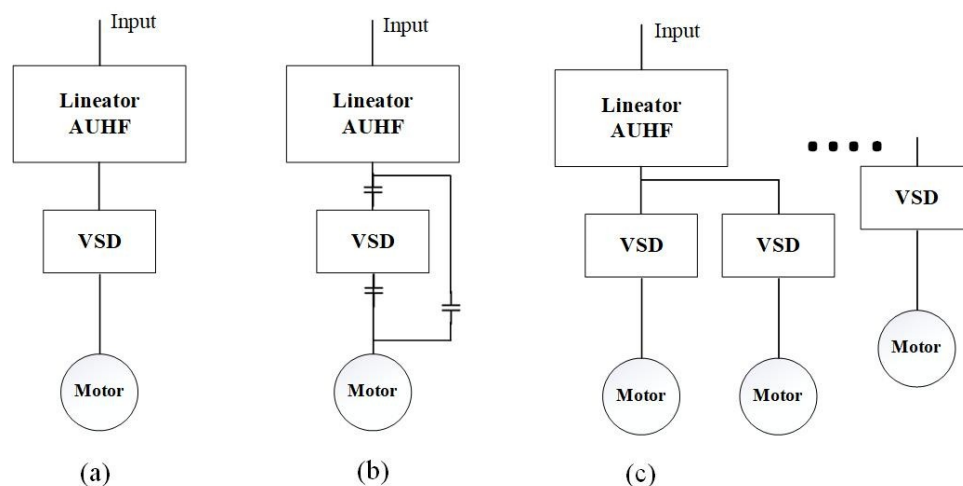 Input
Lineator
AUHF
VSD
Motor
(a)
Input
Lineator
AUHF
VSD
Motor
(b)
Input
Lineator
AUHF
VSD
VSD
VSD
Motor
Motor
Motor
(c)